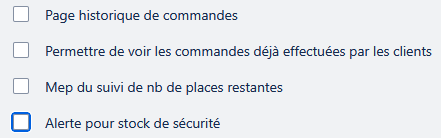 Page historique de commandes
Permettre de voir les commandes déjà effectuées par les clients
Mep du suivi de nb de places restantes
Alerte pour stock de sécurité